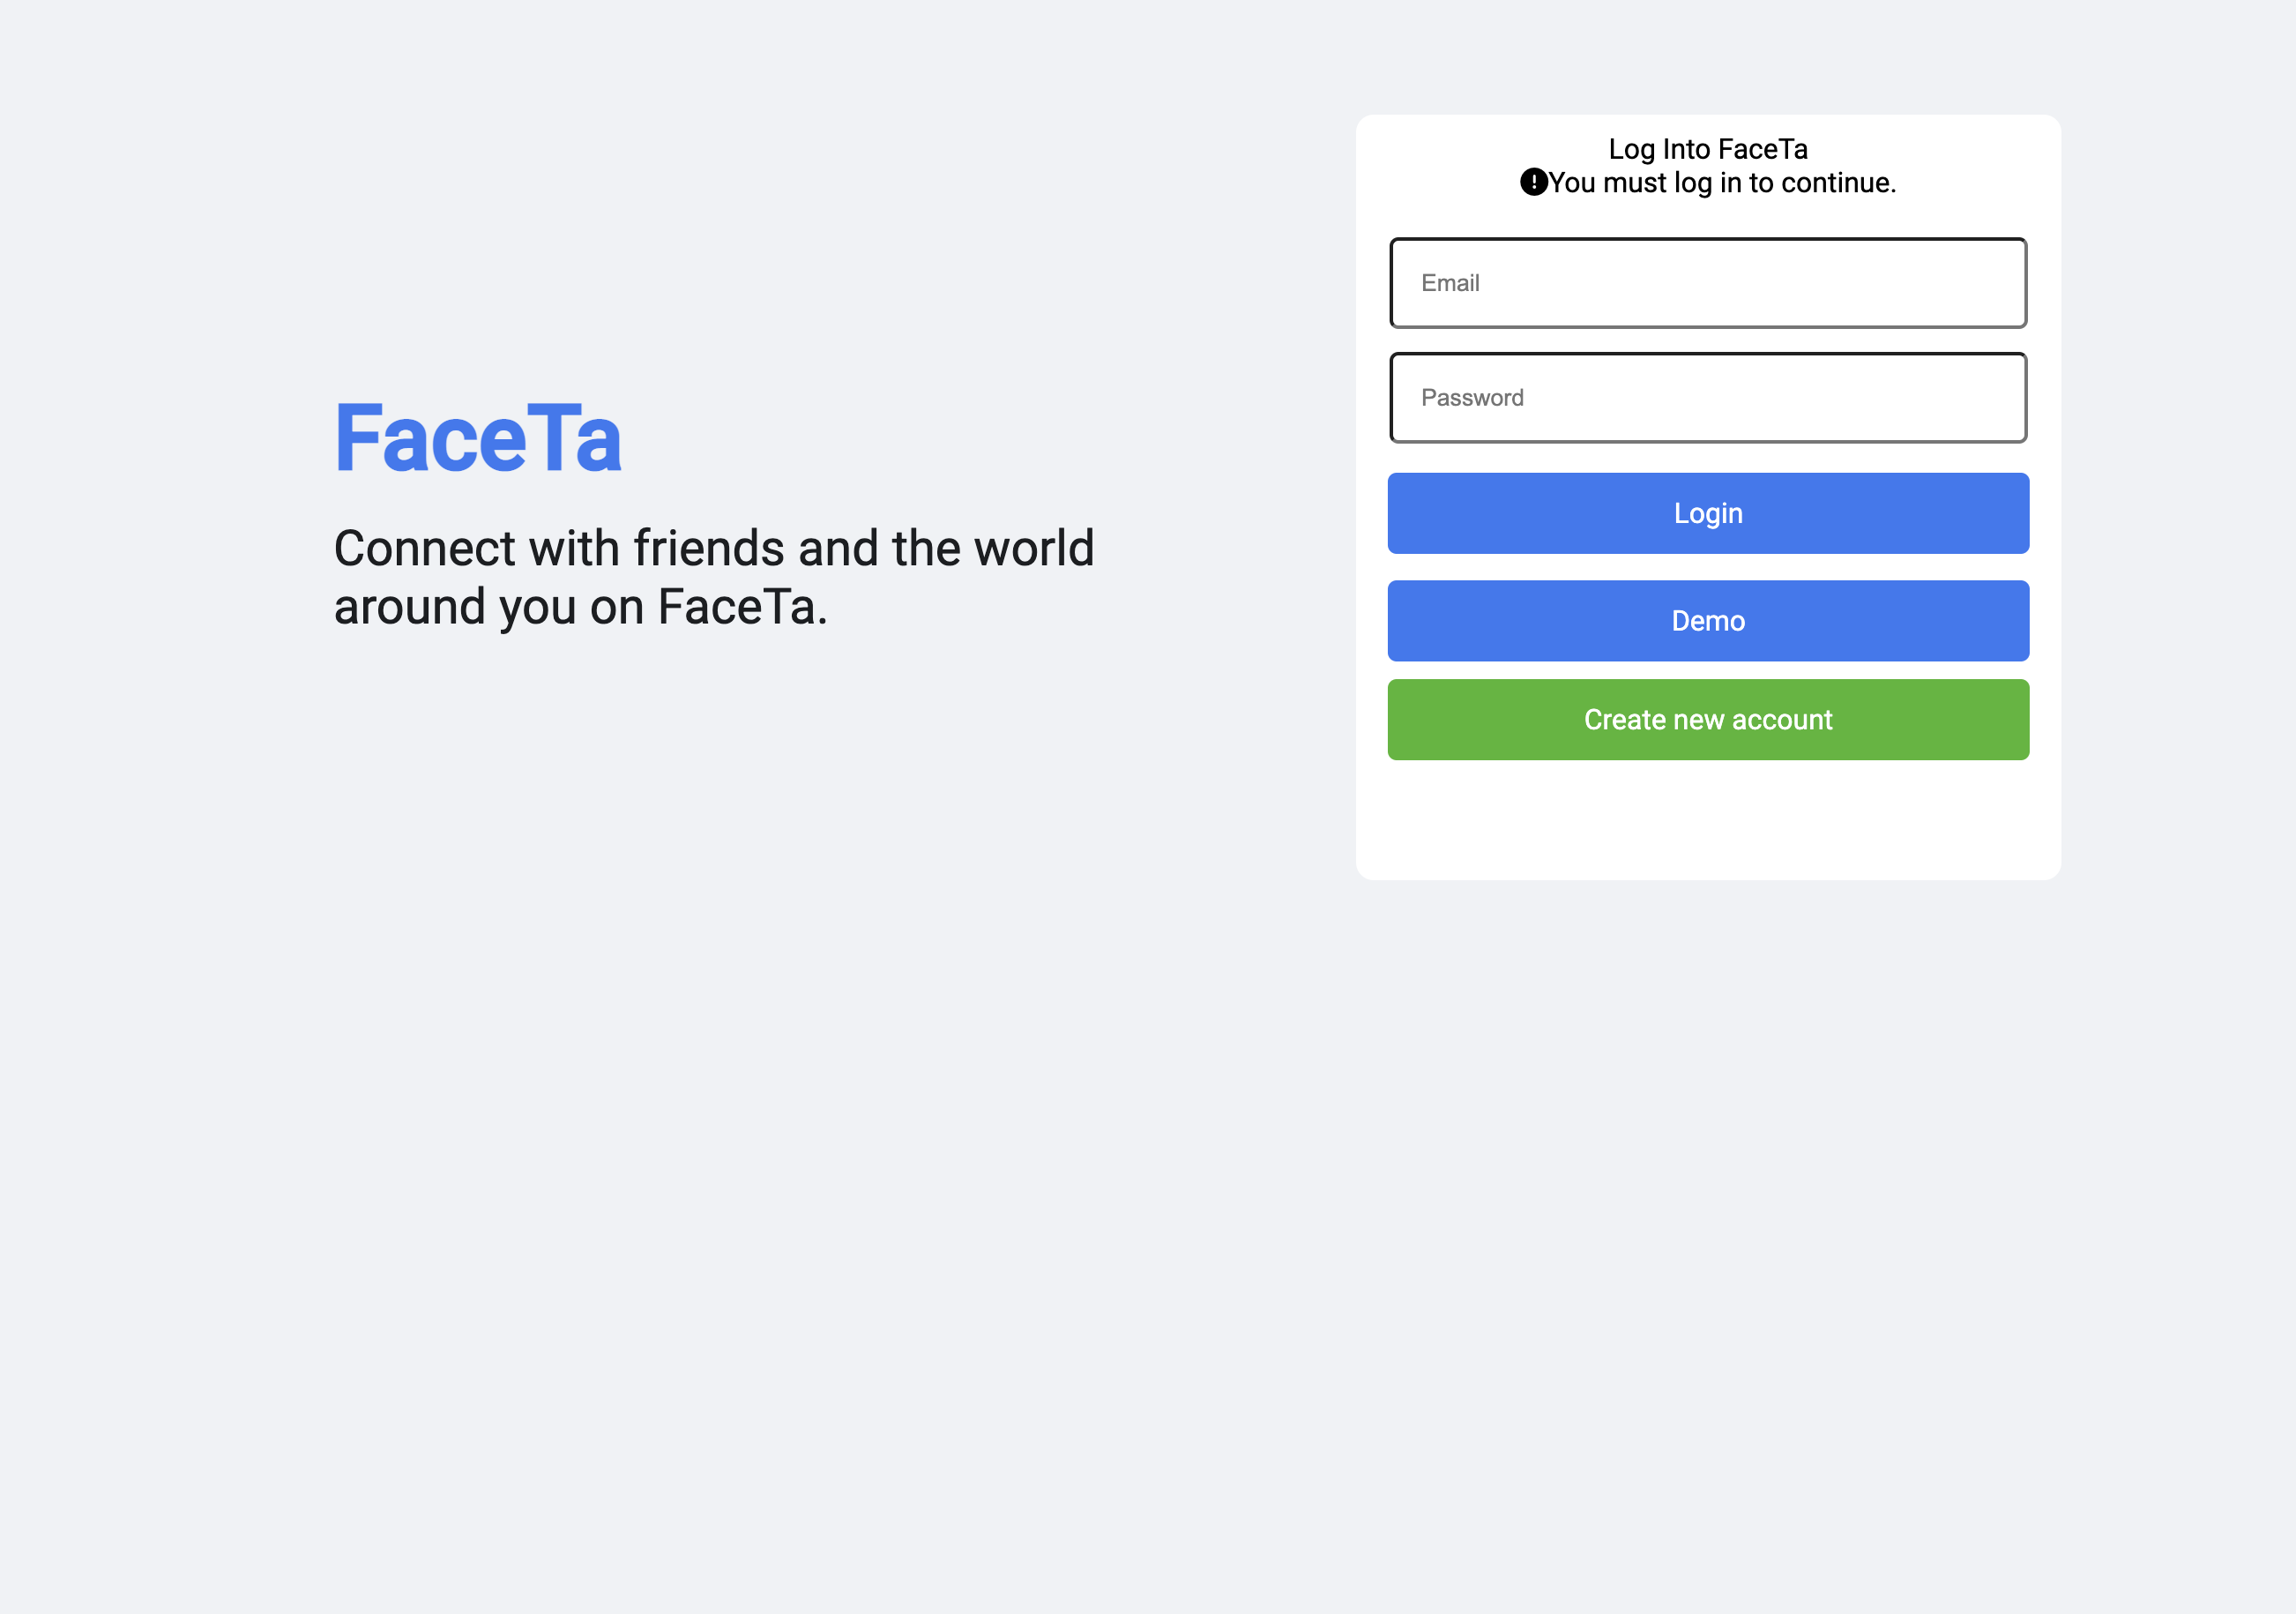 FaceTa
Connect with friends and the world
around you on FaceTa.
Log Into FaceTa
You must log in to continue.
Email
Password
Login
Demo
Create new account